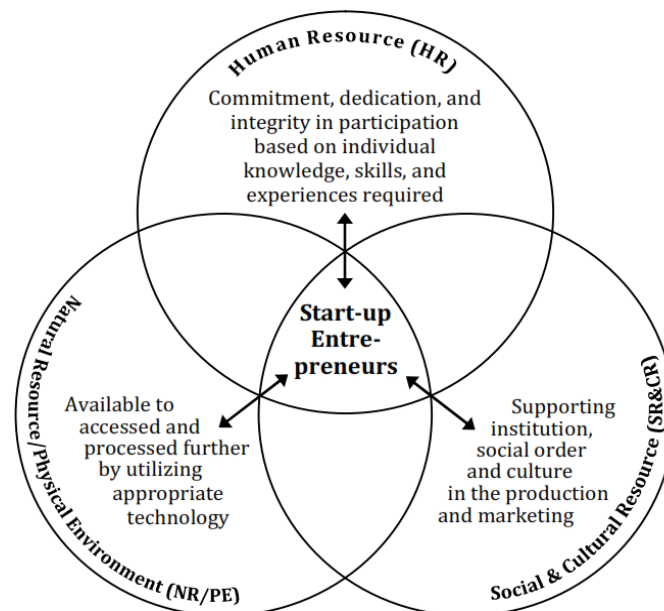 Human Resource (HR)
Commitment, dedication, and
integrity in participation
based on individual
knowledge, skills, and
experiences required
Start-up
Entre-
preneurs
Natural Resource/Physical Environment (NR/PE)
Available to
accessed and
processed further
by utilizing
appropriate
technology
Supporting
institution,
social order
and culture
in the production
and marketing
Social & Cultural Resource (SR&CR)